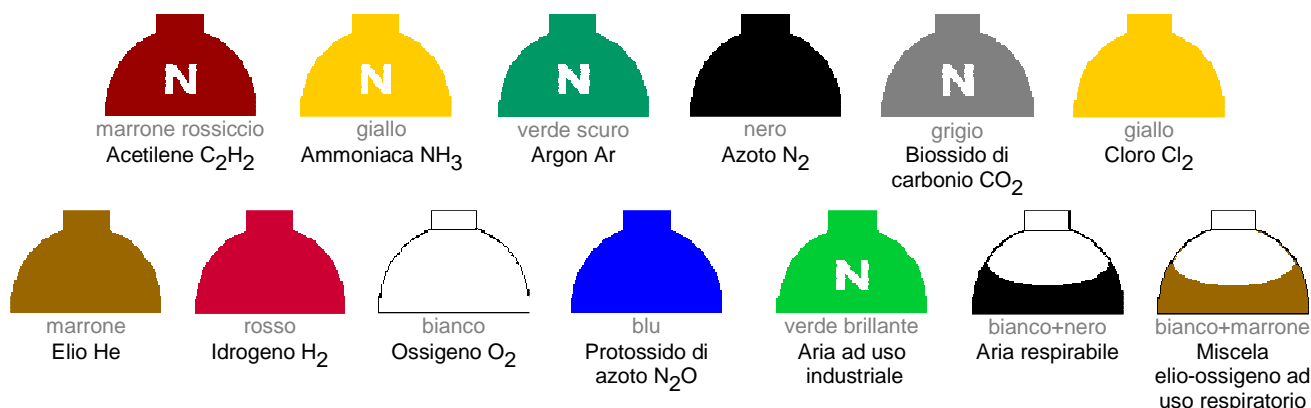 N N N N
marrone rossiccio giallo verde scuro nero grigio giallo
Acetilene C2H2 Ammoniaca NH3 Argon Ar Azoto N2 Biossido di Cloro Cl2
carbonio CO2
N
marrone rosso bianco blu verde brillante bianco+nero bianco+marrone
Elio He Idrogeno H2 Ossigeno O2 Protossido di Aria ad uso Aria respirabile Miscela
azoto N2O industriale elio-ossigeno ad
uso respiratorio